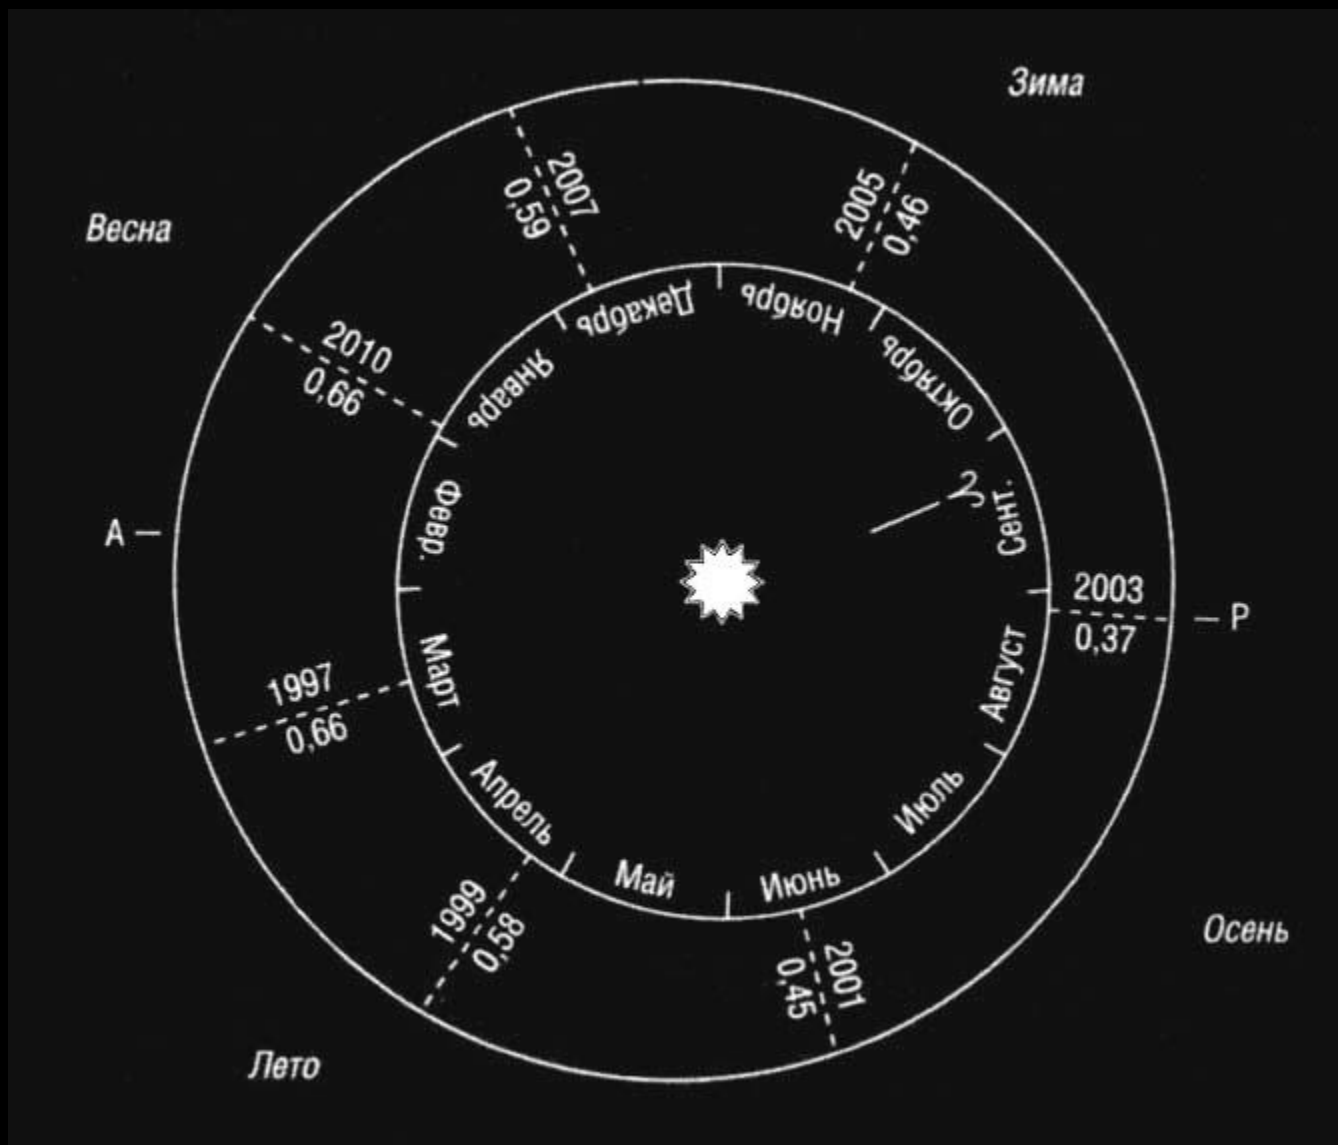 Зима
Весна
2007
0,59
2005
0,46
Декабрь
Ноябрь
2010
0,66
Январь
Октябрь
А
Февр.
Сент.
2003
0,37
Р
1997
0,66
Март
Август
Апрель
Июль
Май
Июнь
1999
0,58
2001
0,45
Осень
Лето